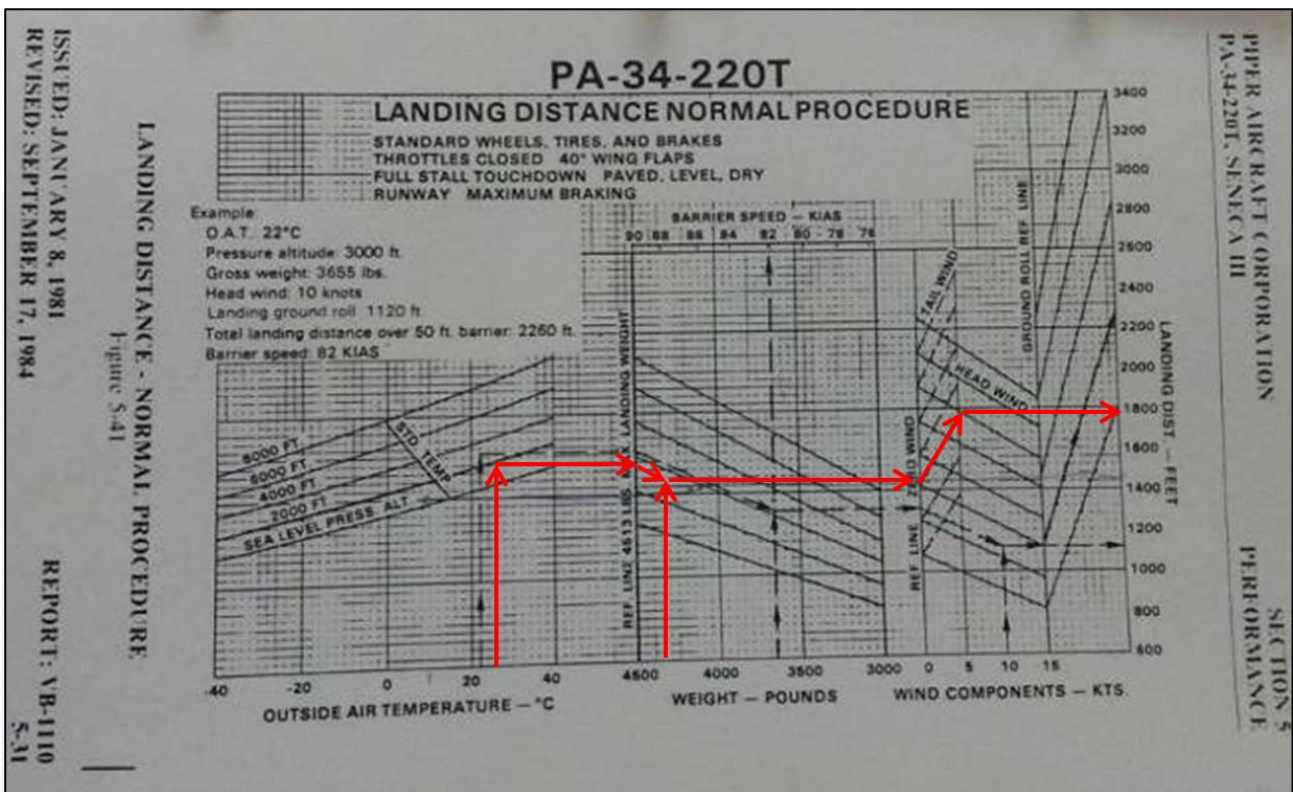 ISSUED: JANUARY 8, 1981
REVISED: SEPTEMBER 17, 1984
REPORT: VB-1110
5-31
LANDING DISTANCE - NORMAL PROCEDURE
Figure 5-41
PIPER AIRCRAFT CORPORATION
PA-34-220T, SENECA III
SECTION 5
PERFORMANCE
PA-34-220T
LANDING DISTANCE NORMAL PROCEDURE
STANDARD WHEELS, TIRES, AND BRAKES
THROTTLES CLOSED 40° WING FLAPS
FULL STALL TOUCHDOWN PAVED, LEVEL, DRY
RUNWAY MAXIMUM BRAKING
Example:
O.A.T. 22°C
Pressure altitude: 3000 ft.
Gross weight: 3655 lbs.
Head wind: 10 knots
Landing ground roll 1120 ft
Total landing distance over 50 ft. barrier: 2260 ft.
Barrier speed: 82 KIAS
BARRIER SPEED - KIAS
90 88 86 84 82 80 78 76
8000 FT
4000 FT
2000 FT
SEA LEVEL PRESS. ALT.
STD. TEMP
REF. LINE 4513 LBS. LANDING WEIGHT
REF LINE ZERO WIND
TAIL WIND
HEAD WIND
GROUND ROLL REF LINE
3400
3200
3000
2800
2600
2400
2200
2000
1800
1600
1400
1200
1000
800
600
LANDING DIST - FEET
-40 -20 0 20 40
4500 4000 3500 3000
0 5 10 15
OUTSIDE AIR TEMPERATURE - °C
WEIGHT - POUNDS
WIND COMPONENTS - KTS.